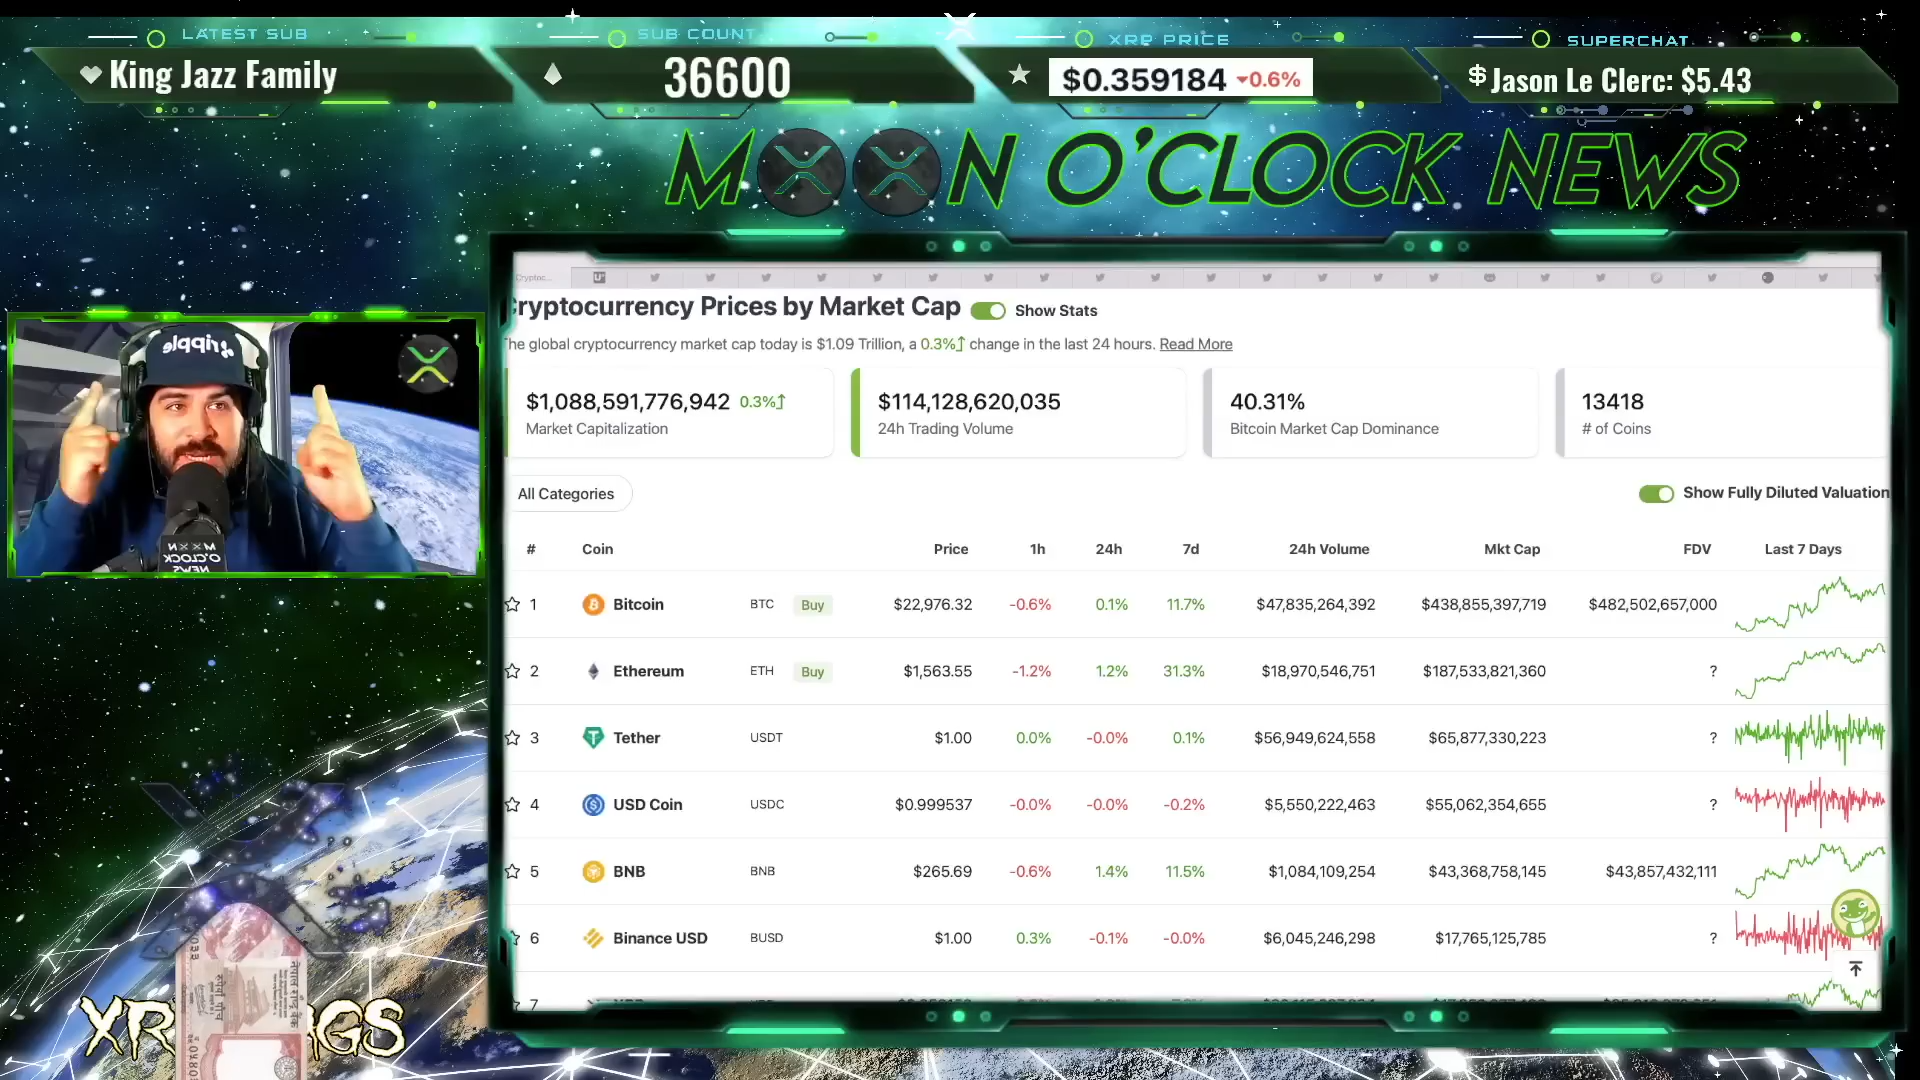 LATEST SUB
King Jazz Family
SUB COUNT
36600
XRP PRICE
$0.359184 0.6%
SUPERCHAT
$ Jason Le Clerc: $5.43
MOON O'CLOCK NEWS
ripple
MOON
O'CLOCK
NEWS
Cryptoc...
Cryptocurrency Prices by Market Cap Show Stats
The global cryptocurrency market cap today is $1.09 Trillion, a 0.3% change in the last 24 hours. Read More
$1,088,591,776,942 0.3%
Market Capitalization
$114,128,620,035
24h Trading Volume
40.31%
Bitcoin Market Cap Dominance
13418
# of Coins
All Categories
Show Fully Diluted Valuation
# Coin Price 1h 24h 7d 24h Volume Mkt Cap FDV Last 7 Days
1 Bitcoin BTC Buy $22,976.32 -0.6% 0.1% 11.7% $47,835,264,392 $438,855,397,719 $482,502,657,000
2 Ethereum ETH Buy $1,563.55 -1.2% 1.2% 31.3% $18,970,546,751 $187,533,821,360 ?
3 Tether USDT $1.00 0.0% -0.0% 0.1% $56,949,624,558 $65,877,330,223 ?
4 USD Coin USDC $0.999537 -0.0% -0.0% -0.2% $5,550,222,463 $55,062,354,655 ?
5 BNB BNB $265.69 -0.6% 1.4% 11.5% $1,084,109,254 $43,368,758,145 $43,857,432,111
6 Binance USD BUSD $1.00 0.3% -0.1% -0.0% $6,045,246,298 $17,765,125,785 ?
7